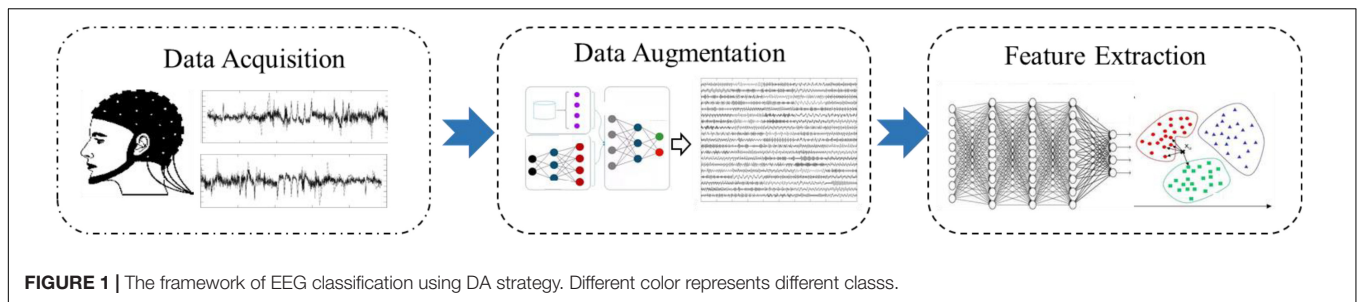 Data Acquisition
Data Augmentation
Feature Extraction
FIGURE 1 | The framework of EEG classification using DA strategy. Different color represents different classs.